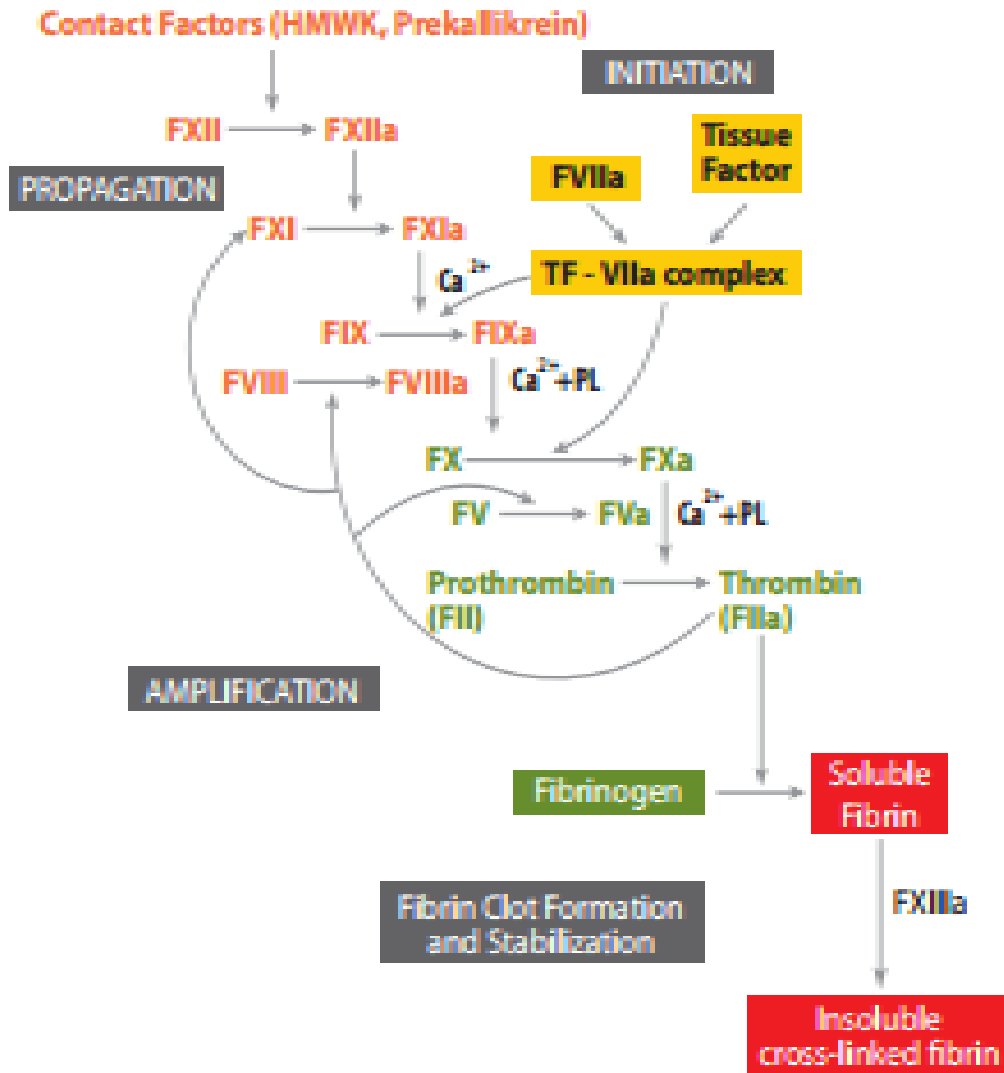 Contact Factors (HMWK, Prekallikrein)
INITIATION
FXII
FXIIa
Tissue
Factor
PROPAGATION
FVIIa
FXI
FXIa
Ca²⁺
TF - VIIa complex
FIX
FIXa
FVIII
FVIIIa
Ca²⁺+PL
FX
FXa
FV
FVa
Ca²⁺+PL
Prothrombin
(FII)
Thrombin
(FIIa)
AMPLIFICATION
Fibrinogen
Soluble
Fibrin
Fibrin Clot Formation
and Stabilization
FXIIIa
Insoluble
cross-linked fibrin